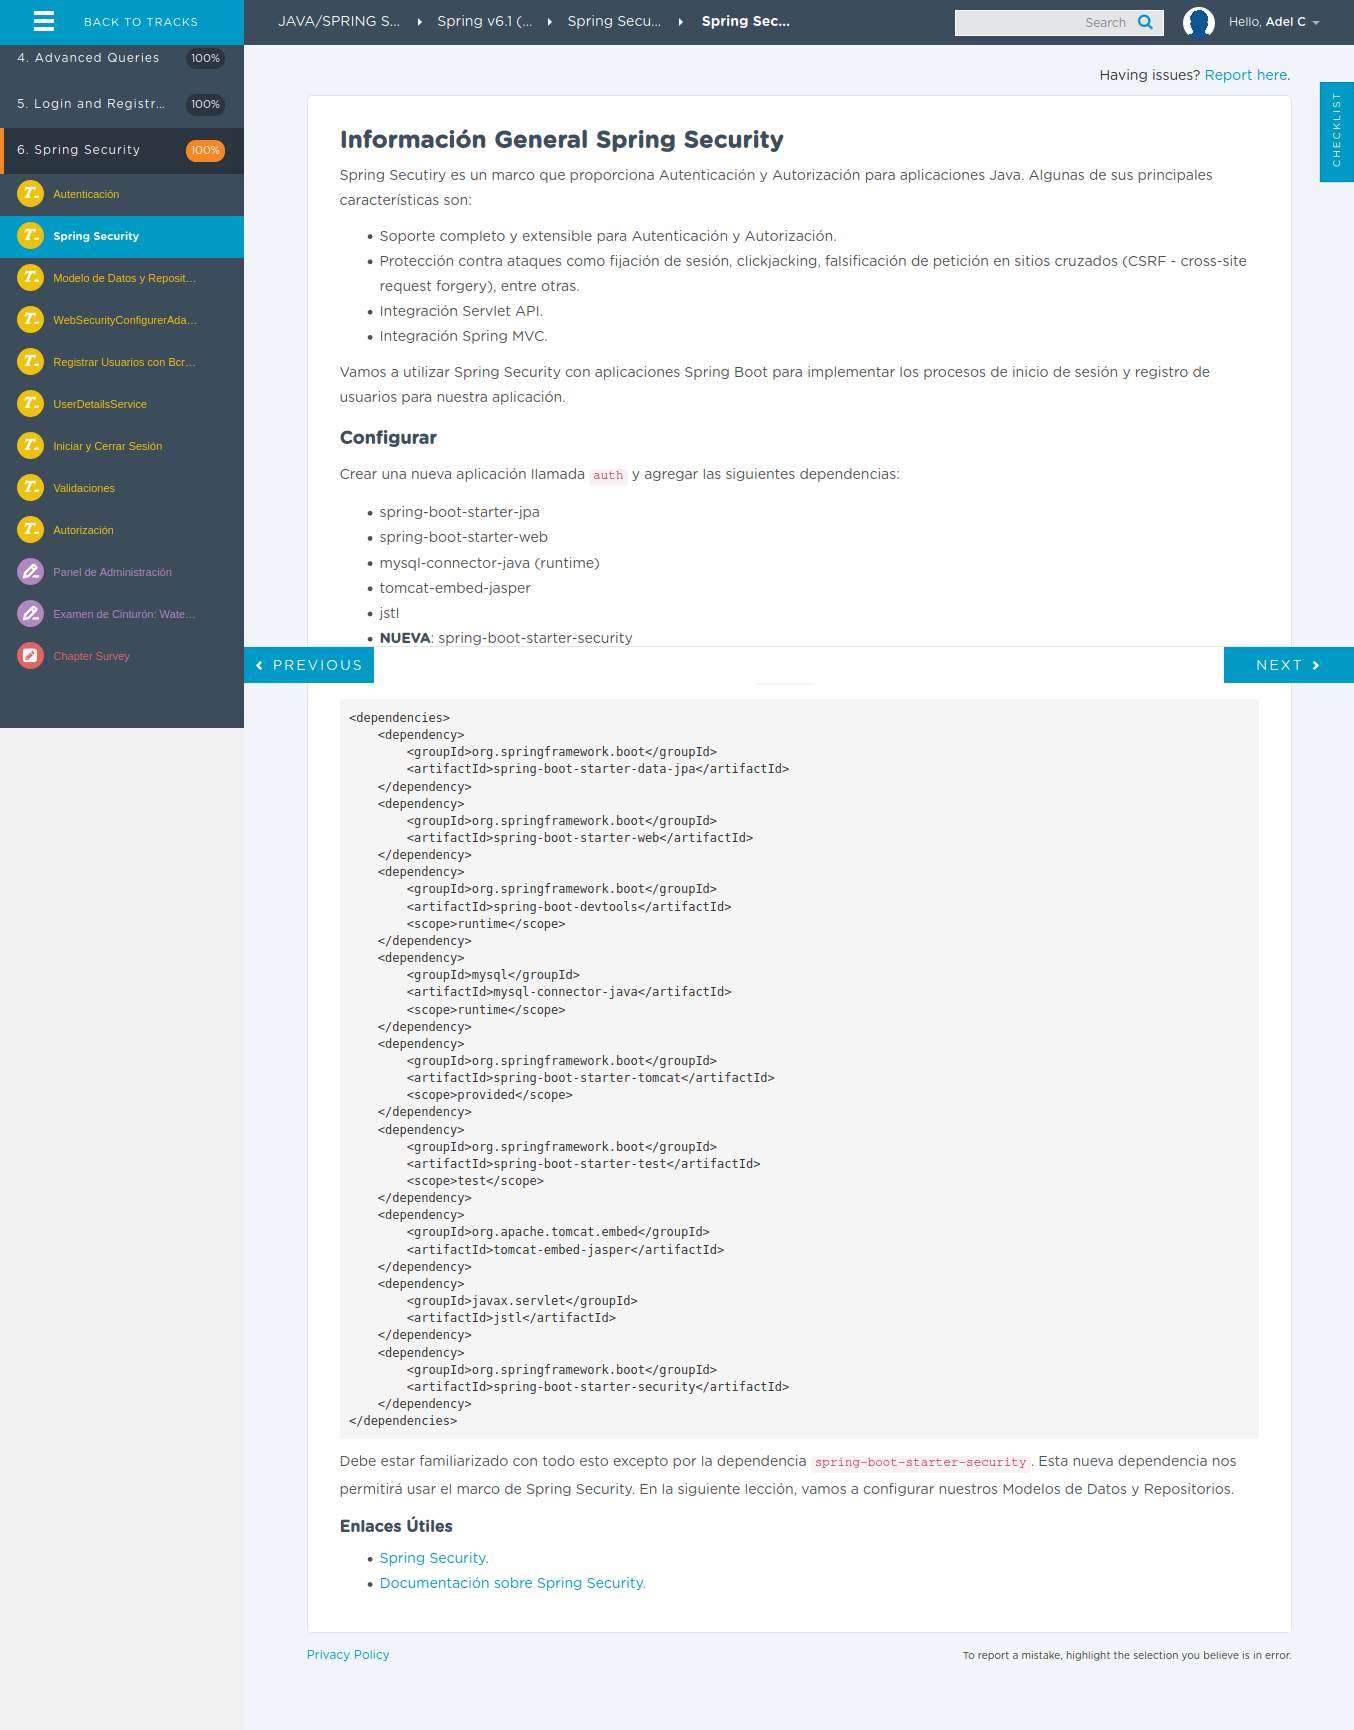 BACK TO TRACKS
JAVA/SPRING S... Spring v6.1 (... Spring Secu... Spring Sec...
Search
Hello, Adel C
4. Advanced Queries 100%
5. Login and Registr... 100%
6. Spring Security 100%
Autenticación
Spring Security
Modelo de Datos y Reposit...
WebSecurityConfigurerAda...
Registrar Usuarios con Bcr...
UserDetailsService
Iniciar y Cerrar Sesión
Validaciones
Autorización
Panel de Administración
Examen de Cinturón: Wate...
Chapter Survey
Having issues? Report here.
CHECKLIST
Información General Spring Security
Spring Secutiry es un marco que proporciona Autenticación y Autorización para aplicaciones Java. Algunas de sus principales
características son:
• Soporte completo y extensible para Autenticación y Autorización.
• Protección contra ataques como fijación de sesión, clickjacking, falsificación de petición en sitios cruzados (CSRF - cross-site
request forgery), entre otras.
• Integración Servlet API.
• Integración Spring MVC.
Vamos a utilizar Spring Security con aplicaciones Spring Boot para implementar los procesos de inicio de sesión y registro de
usuarios para nuestra aplicación.
Configurar
Crear una nueva aplicación llamada auth y agregar las siguientes dependencias:
• spring-boot-starter-jpa
• spring-boot-starter-web
• mysql-connector-java (runtime)
• tomcat-embed-jasper
• jstl
• NUEVA: spring-boot-starter-security
PREVIOUS
NEXT
<dependencies>
    <dependency>
        <groupId>org.springframework.boot</groupId>
        <artifactId>spring-boot-starter-data-jpa</artifactId>
    </dependency>
    <dependency>
        <groupId>org.springframework.boot</groupId>
        <artifactId>spring-boot-starter-web</artifactId>
    </dependency>
    <dependency>
        <groupId>org.springframework.boot</groupId>
        <artifactId>spring-boot-devtools</artifactId>
        <scope>runtime</scope>
    </dependency>
    <dependency>
        <groupId>mysql</groupId>
        <artifactId>mysql-connector-java</artifactId>
        <scope>runtime</scope>
    </dependency>
    <dependency>
        <groupId>org.springframework.boot</groupId>
        <artifactId>spring-boot-starter-tomcat</artifactId>
        <scope>provided</scope>
    </dependency>
    <dependency>
        <groupId>org.springframework.boot</groupId>
        <artifactId>spring-boot-starter-test</artifactId>
        <scope>test</scope>
    </dependency>
    <dependency>
        <groupId>org.apache.tomcat.embed</groupId>
        <artifactId>tomcat-embed-jasper</artifactId>
    </dependency>
    <dependency>
        <groupId>javax.servlet</groupId>
        <artifactId>jstl</artifactId>
    </dependency>
    <dependency>
        <groupId>org.springframework.boot</groupId>
        <artifactId>spring-boot-starter-security</artifactId>
    </dependency>
</dependencies>
Debe estar familiarizado con todo esto excepto por la dependencia spring-boot-starter-security. Esta nueva dependencia nos
permitirá usar el marco de Spring Security. En la siguiente lección, vamos a configurar nuestros Modelos de Datos y Repositorios.
Enlaces Útiles
• Spring Security.
• Documentación sobre Spring Security.
Privacy Policy
To report a mistake, highlight the selection you believe is in error.